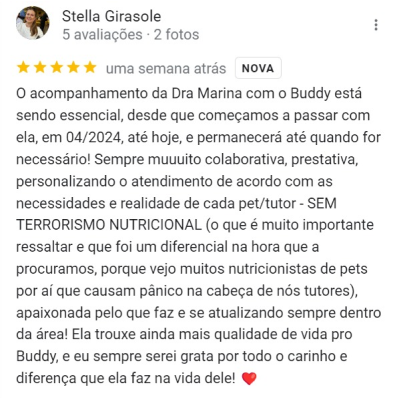 Stella Girasole
5 avaliações · 2 fotos
uma semana atrás NOVA
O acompanhamento da Dra Marina com o Buddy está
sendo essencial, desde que começamos a passar com
ela, em 04/2024, até hoje, e permanecerá até quando for
necessário! Sempre muuuito colaborativa, prestativa,
personalizando o atendimento de acordo com as
necessidades e realidade de cada pet/tutor - SEM
TERRORISMO NUTRICIONAL (o que é muito importante
ressaltar e que foi um diferencial na hora que a
procuramos, porque vejo muitos nutricionistas de pets
por aí que causam pânico na cabeça de nós tutores),
apaixonada pelo que faz e se atualizando sempre dentro
da área! Ela trouxe ainda mais qualidade de vida pro
Buddy, e eu sempre serei grata por todo o carinho e
diferença que ela faz na vida dele! ❤️